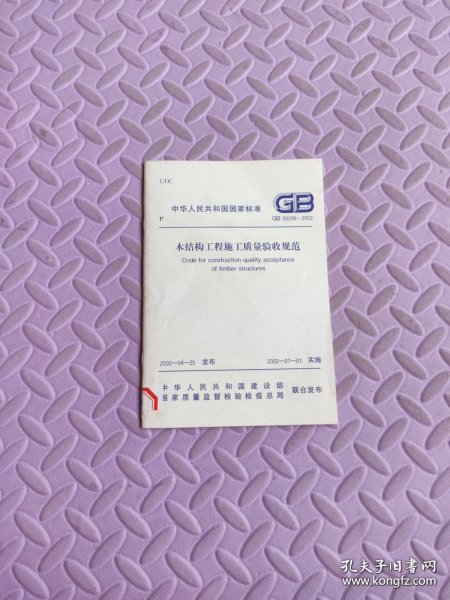 UDC
中华人民共和国国家标准
GB
P
GB 50206—2002
木结构工程施工质量验收规范
Code for construction quality acceptance
of timber structures
2002—04—25 发布
2002—07—01 实施
中华人民共和国建设部
国家质量监督检验检疫总局
联合发布
孔夫子旧书网
www.kongfz.com